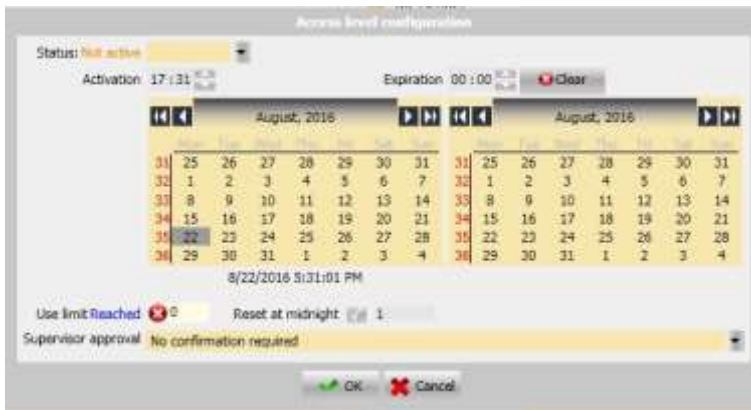 Access level configuration
Status: Not active
Activation 17:31 Expiration 00:00 Clear
August, 2016 August, 2016
Mon Tue Wed Thu Fri Sat Sun Mon Tue Wed Thu Fri Sat Sun
31 25 26 27 28 29 30 31 31 25 26 27 28 29 30 31
32 1 2 3 4 5 6 7 32 1 2 3 4 5 6 7
33 8 9 10 11 12 13 14 33 8 9 10 11 12 13 14
34 15 16 17 18 19 20 21 34 15 16 17 18 19 20 21
35 22 23 24 25 26 27 28 35 22 23 24 25 26 27 28
36 29 30 31 1 2 3 4 36 29 30 31 1 2 3 4
8/22/2016 5:31:01 PM
Use limit Reached 0 Reset at midnight 1
Supervisor approval No confirmation required
OK Cancel